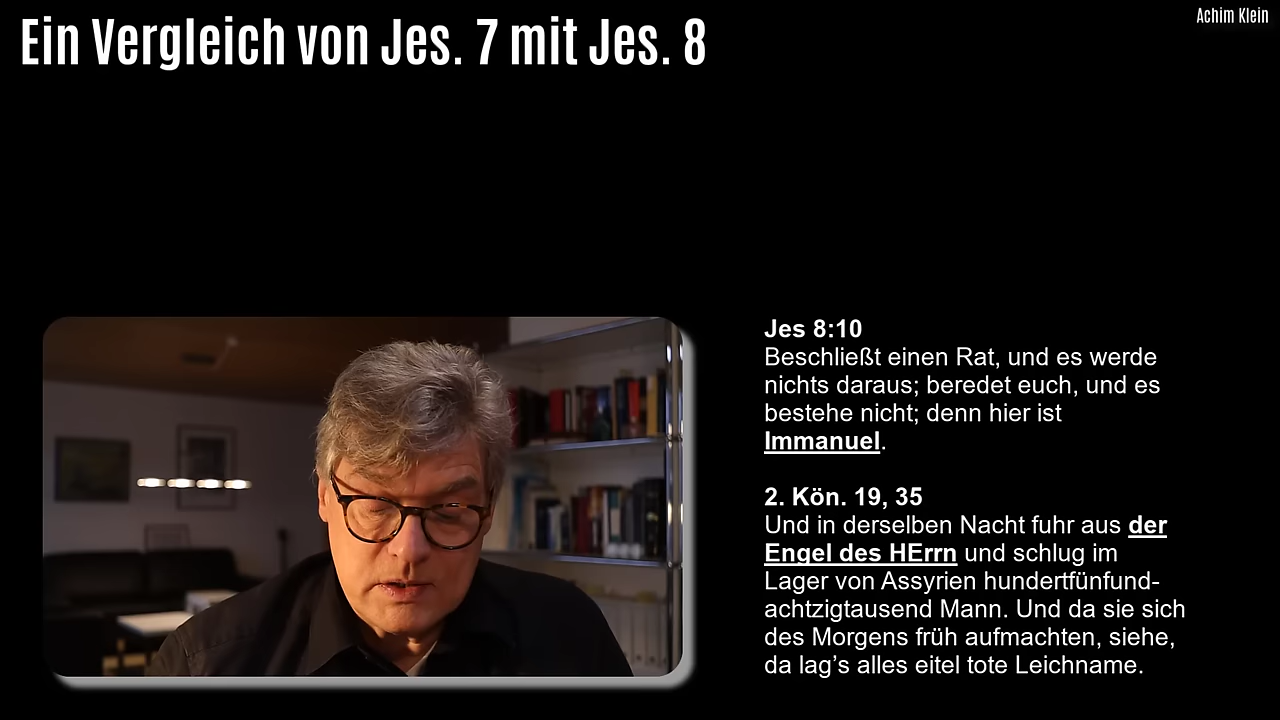 Ein Vergleich von Jes. 7 mit Jes. 8
Achim Klein
Jes 8:10
Beschließt einen Rat, und es werde
nichts daraus; beredet euch, und es
bestehe nicht; denn hier ist
Immanuel.
2. Kön. 19, 35
Und in derselben Nacht fuhr aus der
Engel des HErrn und schlug im
Lager von Assyrien hundertfünfund-
achtzigtausend Mann. Und da sie sich
des Morgens früh aufmachten, siehe,
da lag’s alles eitel tote Leichname.